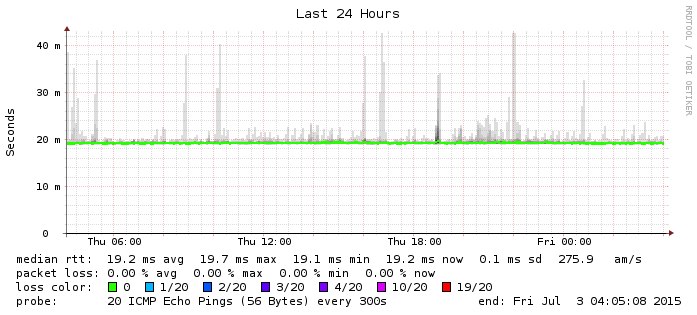 Last 24 Hours
RRDTOOL / TOBI OETIKER
Seconds
40 m
30 m
20 m
10 m
0
Thu 06:00 Thu 12:00 Thu 18:00 Fri 00:00
median rtt: 19.2 ms avg 19.7 ms max 19.1 ms min 19.2 ms now 0.1 ms sd 275.9 am/s
packet loss: 0.00 % avg 0.00 % max 0.00 % min 0.00 % now
loss color: 0 1/20 2/20 3/20 4/20 10/20 19/20
probe: 20 ICMP Echo Pings (56 Bytes) every 300s end: Fri Jul 3 04:05:08 2015